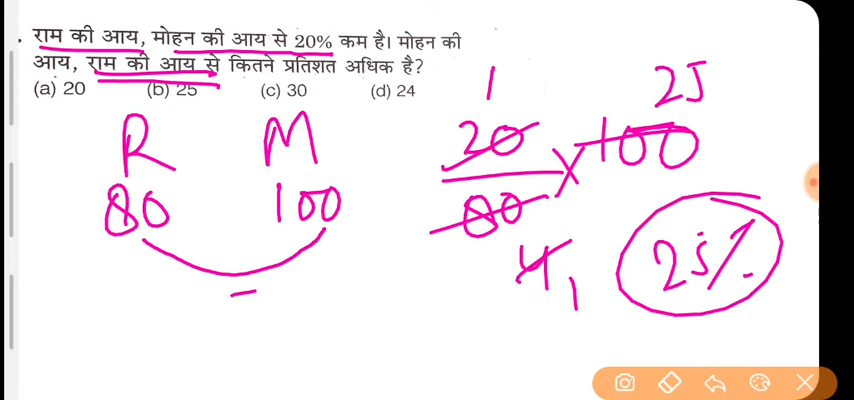 . राम की आय, मोहन की आय से 20% कम है। मोहन की
आय, राम की आय से कितने प्रतिशत अधिक है?
(a) 20 (b) 25 (c) 30 (d) 24
R M
80 100
1 25
20 × 100
80
4 1
25%